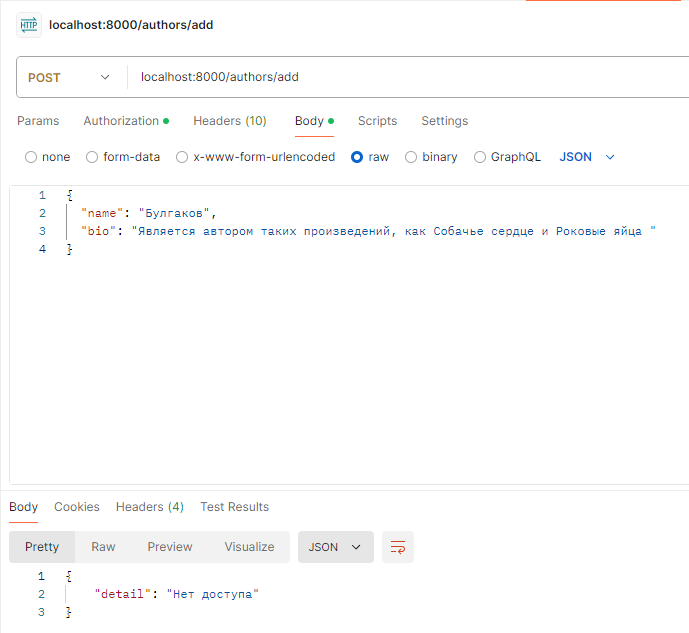 HTTP localhost:8000/authors/add
POST localhost:8000/authors/add
Params Authorization Headers (10) Body Scripts Settings
none form-data x-www-form-urlencoded raw binary GraphQL JSON
1 {
2 "name": "Булгаков",
3 "bio": "Является автором таких произведений, как Собачье сердце и Роковые яйца "
4 }
Body Cookies Headers (4) Test Results
Pretty Raw Preview Visualize JSON
1 {
2 "detail": "Нет доступа"
3 }